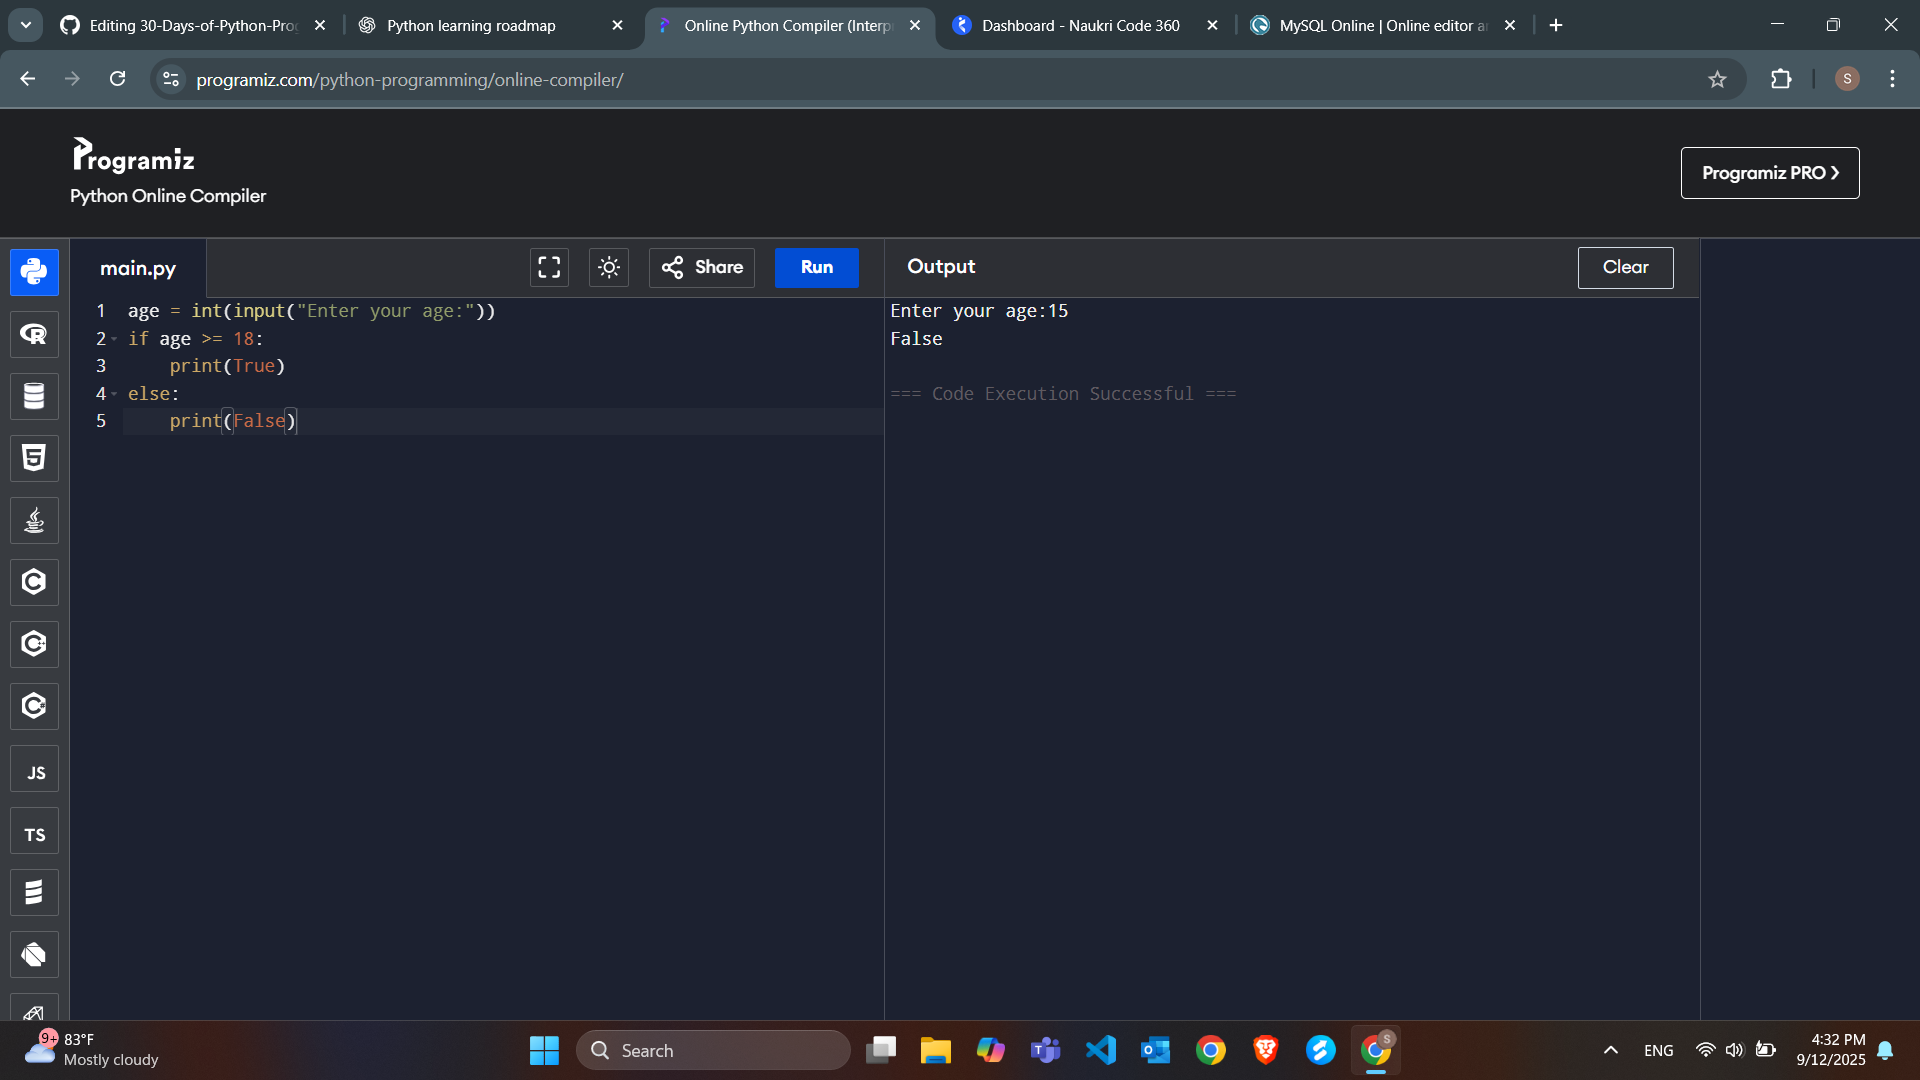 Editing 30-Days-of-Python-Prog
Python learning roadmap
Online Python Compiler (Interp
Dashboard - Naukri Code 360
MySQL Online | Online editor a
programiz.com/python-programming/online-compiler/
S
Programiz
Python Online Compiler
Programiz PRO ❯
main.py
Share
Run
Output
Clear
1 age = int(input("Enter your age:"))
2 if age >= 18:
3     print(True)
4 else:
5     print(False)
Enter your age:15
False
=== Code Execution Successful ===
JS
TS
9+
83°F
Mostly cloudy
Search
S
ENG
4:32 PM
9/12/2025